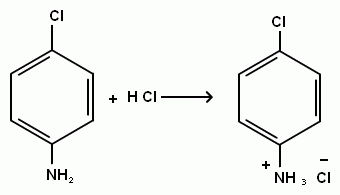 Cl Cl
+ H Cl
NH₂ + NH₃ − Cl